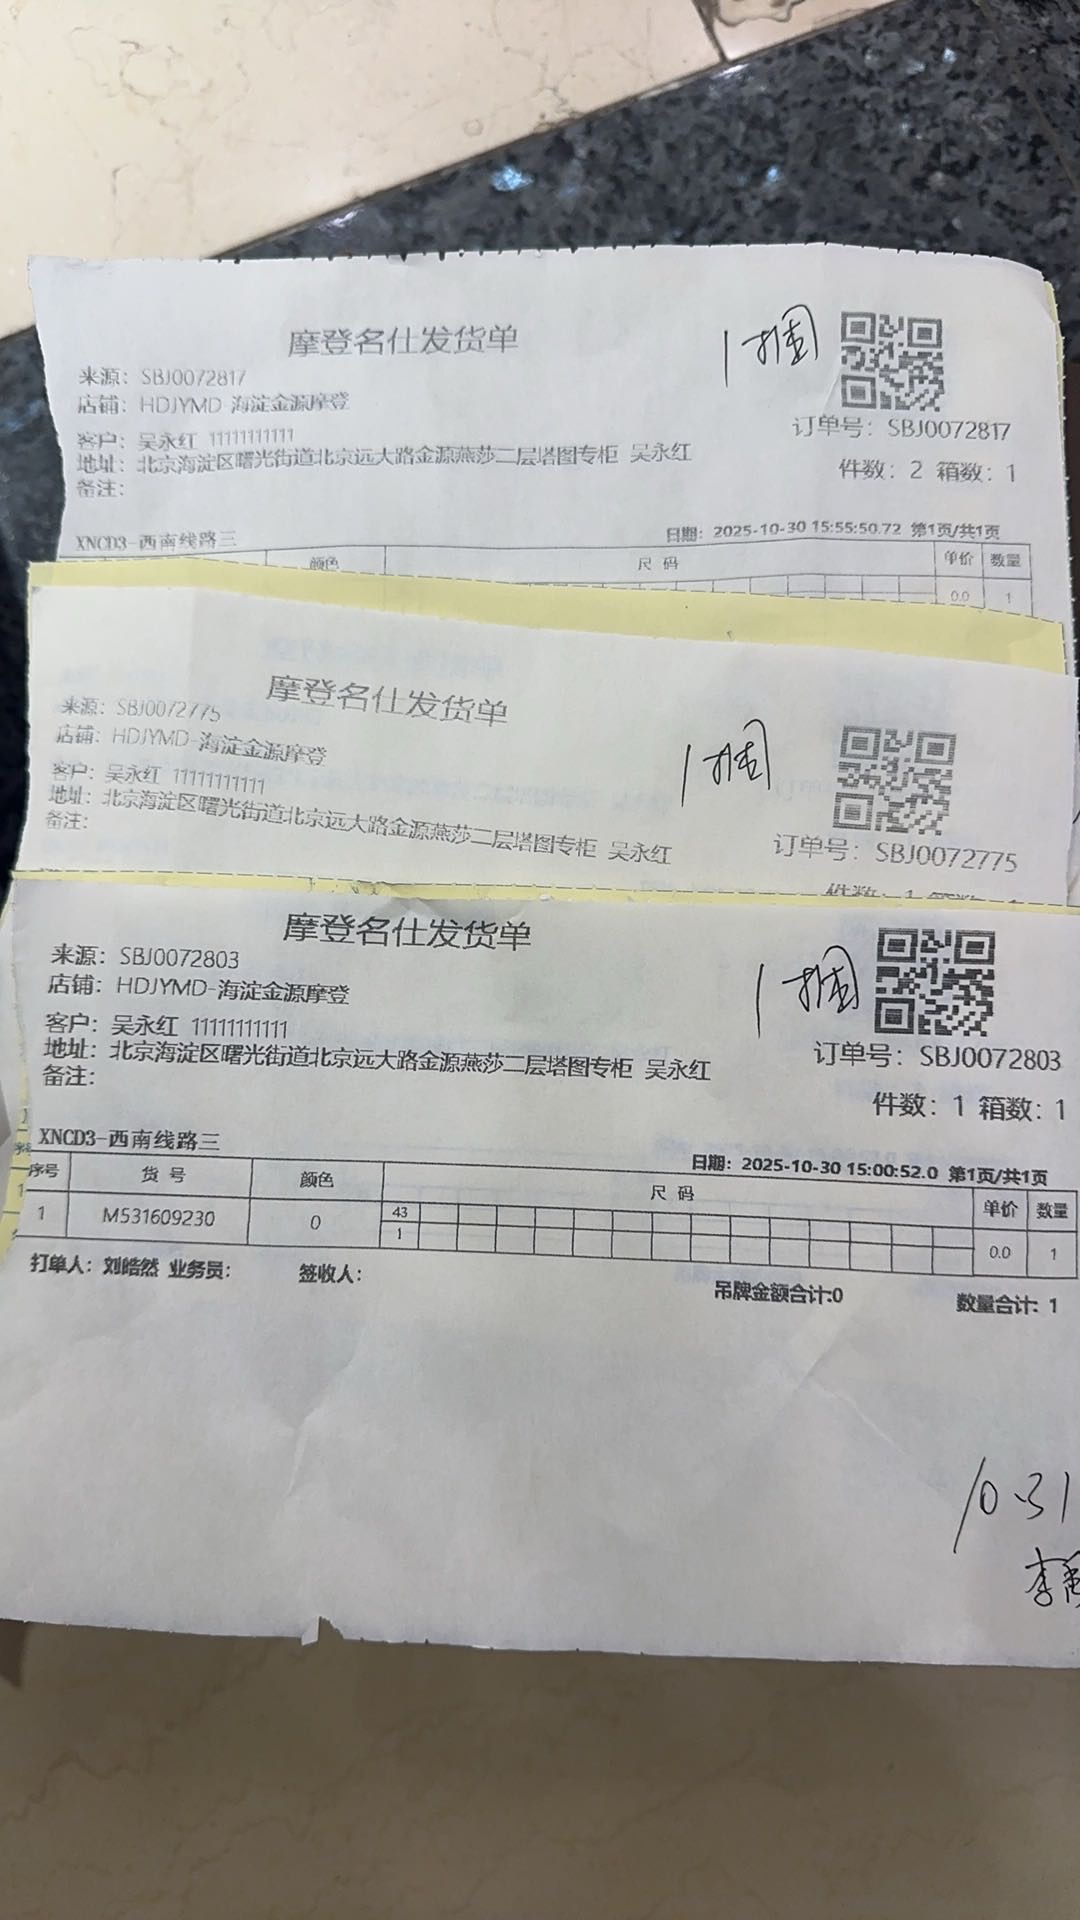 摩登名仕发货单
1捆
来源：SBJ0072817
店铺：HDJYMD-海淀金源摩登
订单号：SBJ0072817
客户：吴永红 11111111111
地址：北京海淀区曙光街道北京远大路金源燕莎二层塔图专柜 吴永红
件数：2 箱数：1
备注：
XNCD3-西南线路三
日期：2025-10-30 15:55:50.72 第1页/共1页
颜色 尺 码 单价 数量
0.0 1
摩登名仕发货单
1捆
来源：SBJ0072775
店铺：HDJYMD-海淀金源摩登
客户：吴永红 11111111111
地址：北京海淀区曙光街道北京远大路金源燕莎二层塔图专柜 吴永红
备注：
订单号：SBJ0072775
摩登名仕发货单
1捆
来源：SBJ0072803
店铺：HDJYMD-海淀金源摩登
客户：吴永红 11111111111
地址：北京海淀区曙光街道北京远大路金源燕莎二层塔图专柜 吴永红
订单号：SBJ0072803
备注：
件数：1 箱数：1
XNCD3-西南线路三
日期：2025-10-30 15:00:52.0 第1页/共1页
序号 货 号 颜色 尺 码 单价 数量
1 M531609230 0 43 0.0 1
1
打单人：刘皓然 业务员： 签收人： 吊牌金额合计:0 数量合计：1
10.31
李